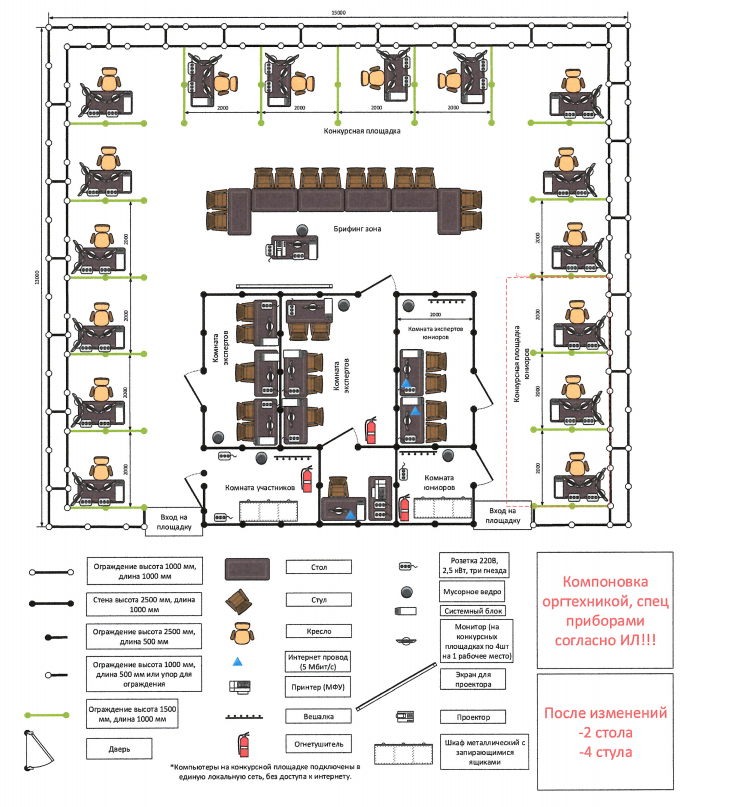 15000
13000
2000
2000
2000
2000
Конкурсная площадка
Брифинг зона
2000
2000
2000
2000
2000
2000
2000
2000
Комната
экспертов
Комната
экспертов
2000
Комната экспертов
юниоров
Конкурсная площадка
юниоров
Комната участников
Комната
юниоров
Вход на
площадку
Вход на
площадку
Ограждение высота 1000 мм,
длина 1000 мм
Стена высота 2500 мм, длина
1000 мм
Ограждение высота 2500 мм,
длина 500 мм
Ограждение высота 1000 мм,
длина 500 мм или упор для
ограждения
Ограждение высота 1500
мм, длина 1000 мм
Дверь
Стол
Стул
Кресло
Интернет провод
(5 Мбит/с)
Принтер (МФУ)
Вешалка
Огнетушитель
Розетка 220В,
2,5 кВт, три гнезда
Мусорное ведро
Системный блок
Монитор (на
конкурсных
площадках по 4шт
на 1 рабочее место)
Экран для
проектора
Проектор
Шкаф металлический с
запирающимися
ящиками
*Компьютеры на конкурсной площадке подключены в
единую локальную сеть, без доступа к интернету.
Компоновка
оргтехникой, спец
приборами
согласно ИЛ!!!
После изменений
-2 стола
-4 стула